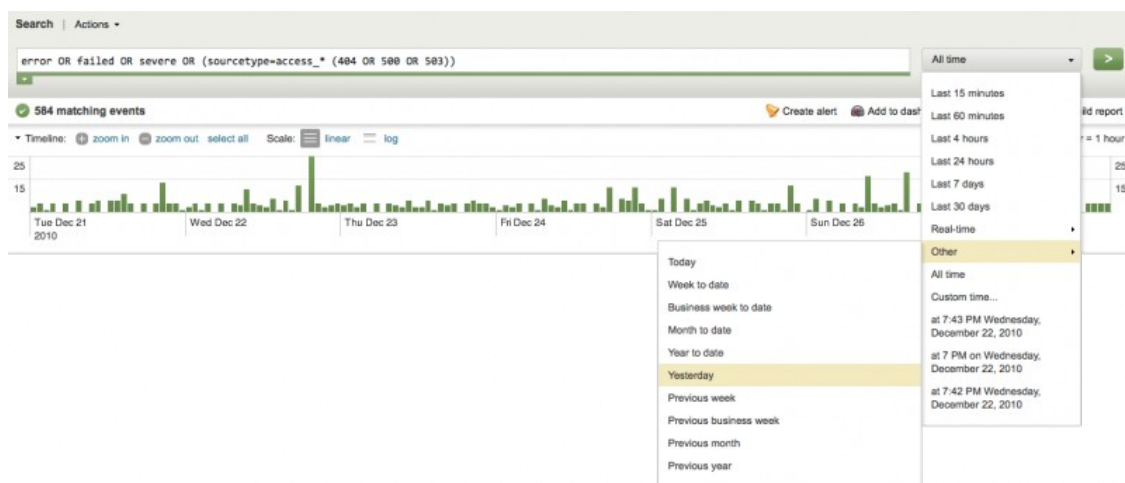 Search | Actions
error OR failed OR severe OR (sourcetype=access_* (404 OR 500 OR 503))
All time
>
584 matching events
Create alert
Add to dash
ild report
Timeline: zoom in zoom out select all Scale: linear log
r = 1 hour
25
15
25
15
Tue Dec 21
2010
Wed Dec 22
Thu Dec 23
Fri Dec 24
Sat Dec 25
Sun Dec 26
Last 15 minutes
Last 60 minutes
Last 4 hours
Last 24 hours
Last 7 days
Last 30 days
Real-time
Other
All time
Custom time...
at 7:43 PM Wednesday,
December 22, 2010
at 7 PM on Wednesday,
December 22, 2010
at 7:42 PM Wednesday,
December 22, 2010
Today
Week to date
Business week to date
Month to date
Year to date
Yesterday
Previous week
Previous business week
Previous month
Previous year